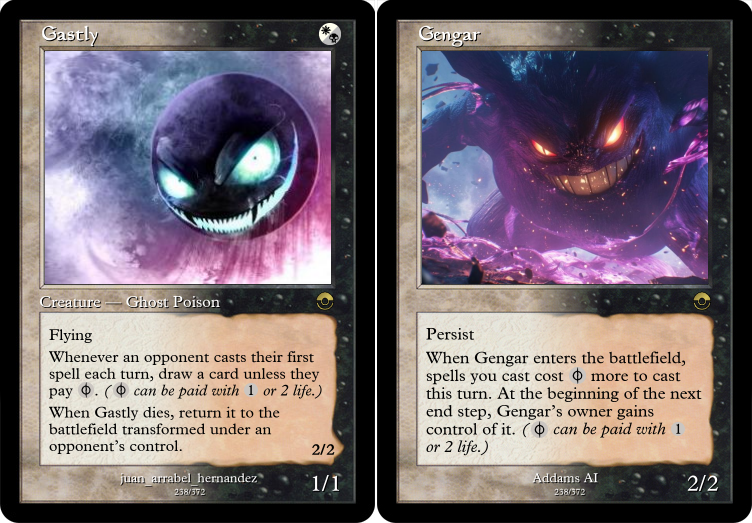 Gastly
Creature — Ghost Poison
Flying
Whenever an opponent casts their first
spell each turn, draw a card unless they
pay ϕ. (ϕ can be paid with 1 or 2 life.)
When Gastly dies, return it to the
battlefield transformed under an
opponent's control.
2/2
juan_arrabel_hernandez
238/372
1/1
Gengar
Persist
When Gengar enters the battlefield,
spells you cast cost ϕ more to cast
this turn. At the beginning of the next
end step, Gengar's owner gains
control of it. (ϕ can be paid with 1
or 2 life.)
Addams AI
238/372
2/2